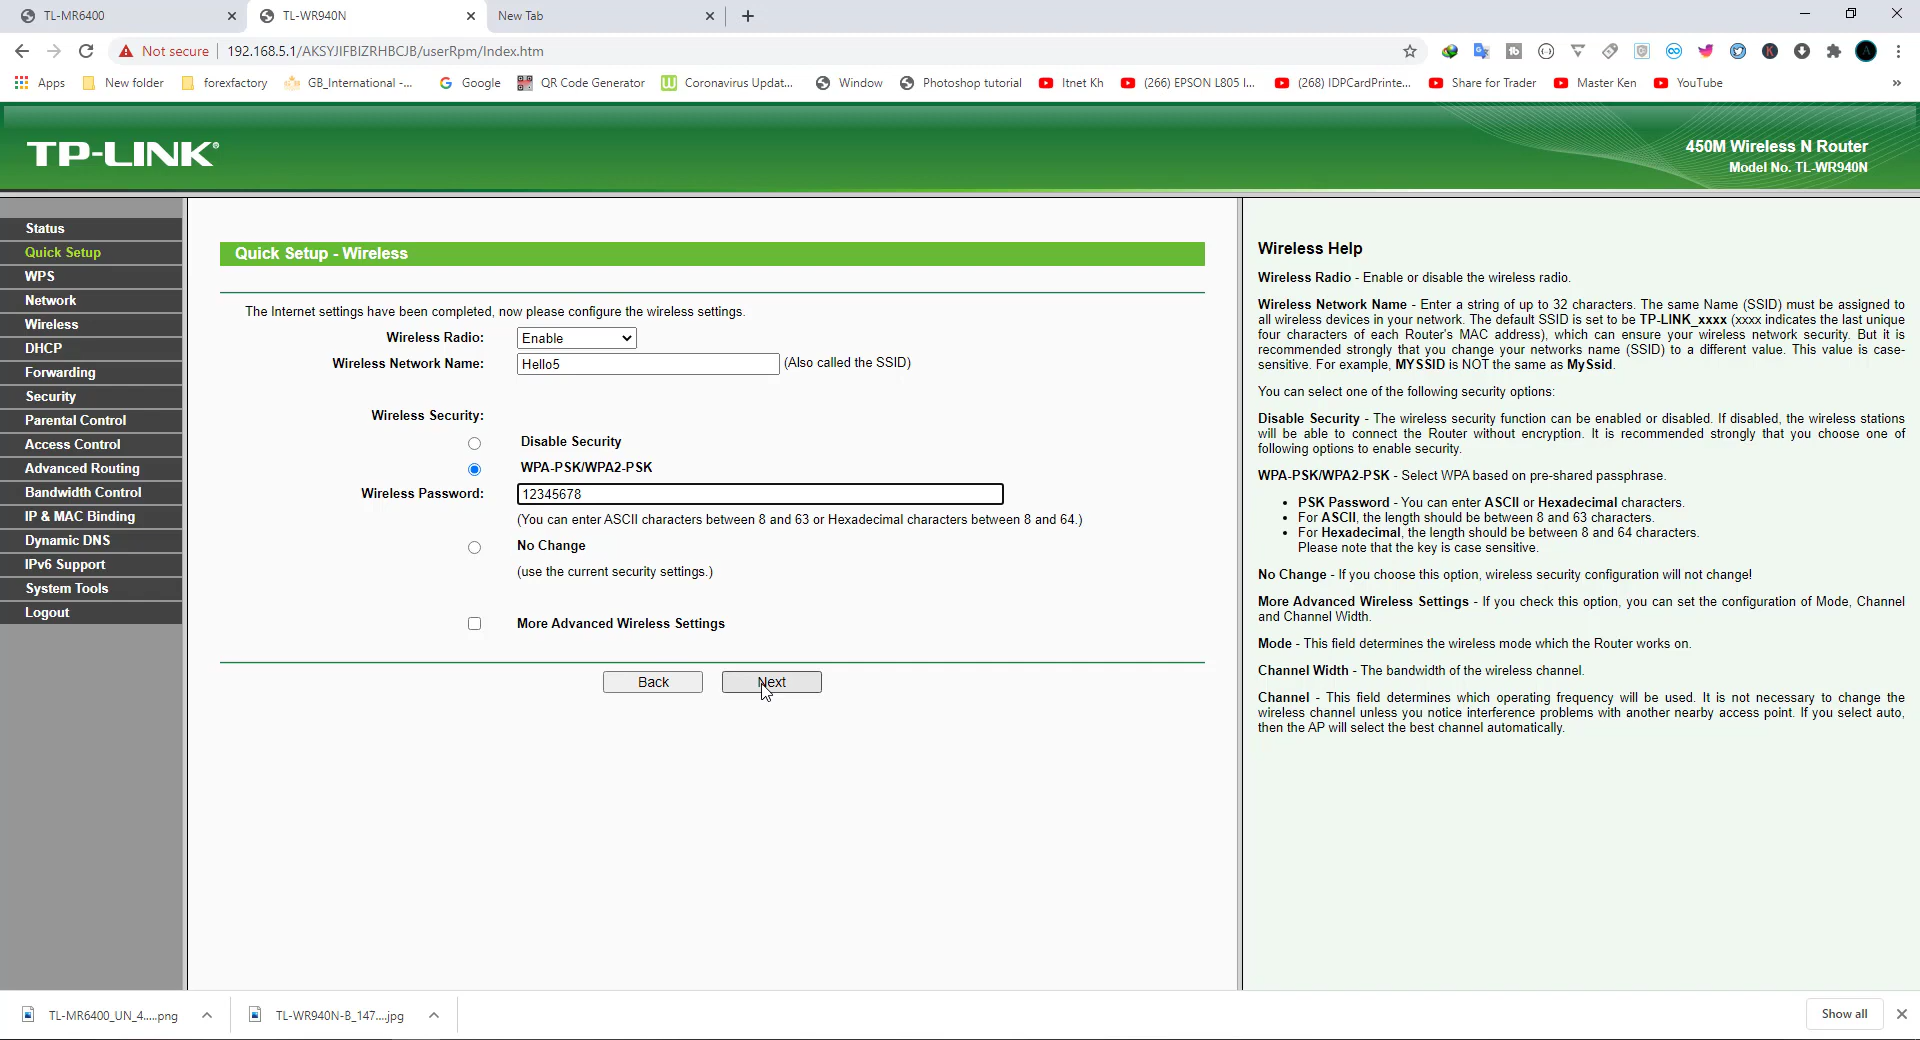 TL-MR6400
TL-WR940N
New Tab
Not secure
192.168.5.1/AKSYJIFBIZRHBCJB/userRpm/Index.htm
Apps
New folder
forexfactory
GB_International -...
Google
QR Code Generator
Coronavirus Updat...
Window
Photoshop tutorial
Itnet Kh
(266) EPSON L805 I...
(268) IDPCardPrinte...
Share for Trader
Master Ken
YouTube
»
TP-LINK®
450M Wireless N Router
Model No. TL-WR940N
Status
Quick Setup
WPS
Network
Wireless
DHCP
Forwarding
Security
Parental Control
Access Control
Advanced Routing
Bandwidth Control
IP & MAC Binding
Dynamic DNS
IPv6 Support
System Tools
Logout
Quick Setup - Wireless
The Internet settings have been completed, now please configure the wireless settings.
Wireless Radio: Enable
Wireless Network Name: Hello5 (Also called the SSID)
Wireless Security:
Disable Security
WPA-PSK/WPA2-PSK
Wireless Password: 12345678
(You can enter ASCII characters between 8 and 63 or Hexadecimal characters between 8 and 64.)
No Change
(use the current security settings.)
More Advanced Wireless Settings
Back Next
Wireless Help
Wireless Radio - Enable or disable the wireless radio.
Wireless Network Name - Enter a string of up to 32 characters. The same Name (SSID) must be assigned to
all wireless devices in your network. The default SSID is set to be TP-LINK_xxxx (xxxx indicates the last unique
four characters of each Router's MAC address), which can ensure your wireless network security. But it is
recommended strongly that you change your networks name (SSID) to a different value. This value is case-
sensitive. For example, MYSSID is NOT the same as MySsid.
You can select one of the following security options:
Disable Security - The wireless security function can be enabled or disabled. If disabled, the wireless stations
will be able to connect the Router without encryption. It is recommended strongly that you choose one of
following options to enable security.
WPA-PSK/WPA2-PSK - Select WPA based on pre-shared passphrase.
• PSK Password - You can enter ASCII or Hexadecimal characters.
• For ASCII, the length should be between 8 and 63 characters.
• For Hexadecimal, the length should be between 8 and 64 characters.
Please note that the key is case sensitive.
No Change - If you choose this option, wireless security configuration will not change!
More Advanced Wireless Settings - If you check this option, you can set the configuration of Mode, Channel
and Channel Width.
Mode - This field determines the wireless mode which the Router works on.
Channel Width - The bandwidth of the wireless channel.
Channel - This field determines which operating frequency will be used. It is not necessary to change the
wireless channel unless you notice interference problems with another nearby access point. If you select auto,
then the AP will select the best channel automatically.
TL-MR6400_UN_4.....png
TL-WR940N-B_147....jpg
Show all